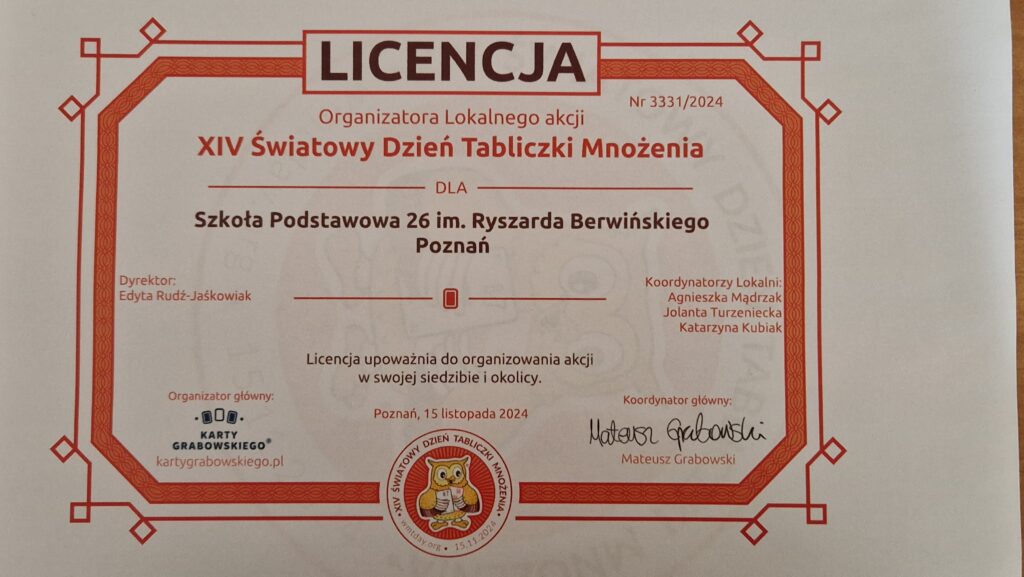 LICENCJA
Nr 3331/2024
Organizatora Lokalnego akcji
XIV Światowy Dzień Tabliczki Mnożenia
DLA
Szkoła Podstawowa 26 im. Ryszarda Berwińskiego
Poznań
Dyrektor:
Edyta Rudź-Jaśkowiak
Koordynatorzy Lokalni:
Agnieszka Mądrzak
Jolanta Turzeniecka
Katarzyna Kubiak
Licencja upoważnia do organizowania akcji
w swojej siedzibie i okolicy.
Organizator główny:
KARTY
GRABOWSKIEGO®
kartygrabowskiego.pl
Poznań, 15 listopada 2024
Koordynator główny:
Mateusz Grabowski
Mateusz Grabowski
XIV ŚWIATOWY DZIEŃ TABLICZKI MNOŻENIA
wmtday.org • 15.11.2024